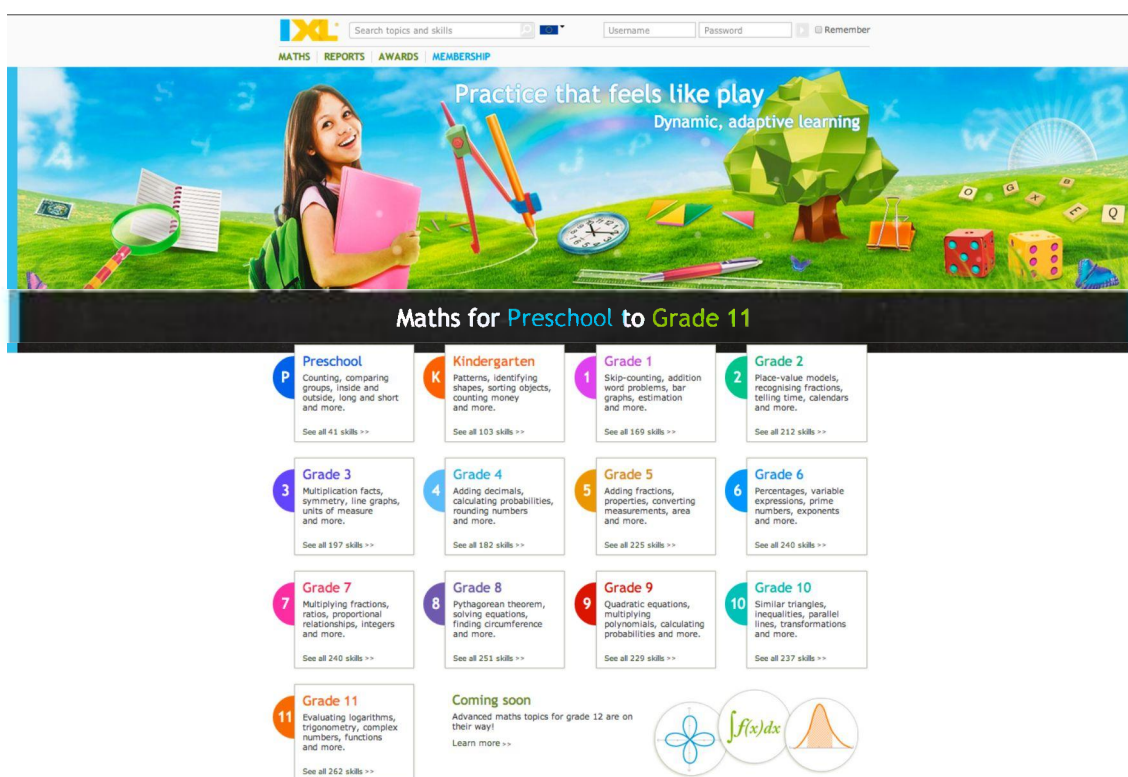 IXL
Search topics and skills
Username
Password
Remember
MATHS REPORTS AWARDS MEMBERSHIP
Practice that feels like play
Dynamic, adaptive learning
Maths for Preschool to Grade 11
P
Preschool
Counting, comparing
groups, inside and
outside, long and short
and more.
See all 41 skills >>
K
Kindergarten
Patterns, identifying
shapes, sorting objects,
counting money
and more.
See all 103 skills >>
1
Grade 1
Skip-counting, addition
word problems, bar
graphs, estimation
and more.
See all 169 skills >>
2
Grade 2
Place-value models,
recognising fractions,
telling time, calendars
and more.
See all 212 skills >>
3
Grade 3
Multiplication facts,
symmetry, line graphs,
units of measure
and more.
See all 197 skills >>
4
Grade 4
Adding decimals,
calculating probabilities,
rounding numbers
and more.
See all 182 skills >>
5
Grade 5
Adding fractions,
properties, converting
measurements, area
and more.
See all 225 skills >>
6
Grade 6
Percentages, variable
expressions, prime
numbers, exponents
and more.
See all 240 skills >>
7
Grade 7
Multiplying fractions,
ratios, proportional
relationships, integers
and more.
See all 240 skills >>
8
Grade 8
Pythagorean theorem,
solving equations,
finding circumference
and more.
See all 251 skills >>
9
Grade 9
Quadratic equations,
multiplying
polynomials, calculating
probabilities and more.
See all 229 skills >>
10
Grade 10
Similar triangles,
inequalities, parallel
lines, transformations
and more.
See all 237 skills >>
11
Grade 11
Evaluating logarithms,
trigonometry, complex
numbers, functions
and more.
See all 262 skills >>
Coming soon
Advanced maths topics for grade 12 are on
their way!
Learn more >>
∫f(x)dx